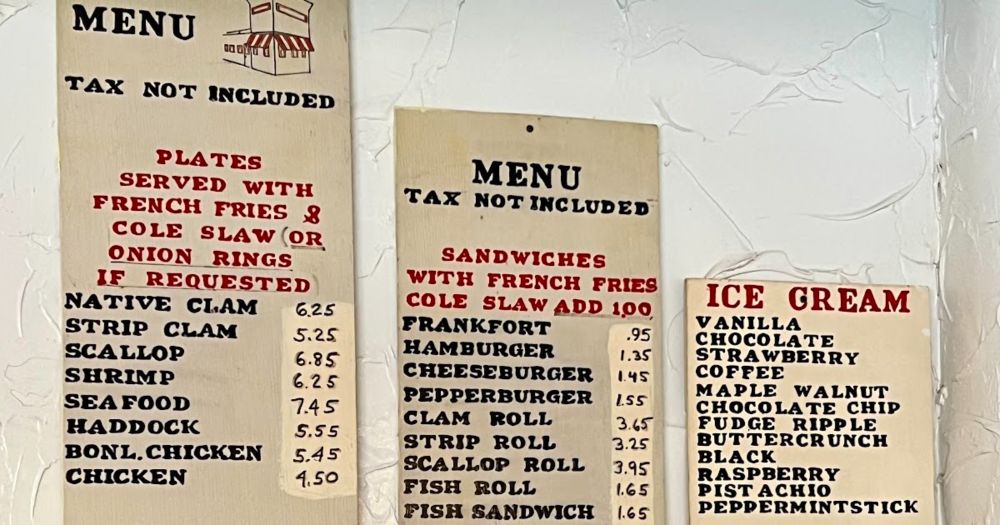 MENU
TAX NOT INCLUDED
PLATES
SERVED WITH
FRENCH FRIES &
COLE SLAW (OR
ONION RINGS
IF REQUESTED
NATIVE CLAM 6.25
STRIP CLAM 5.25
SCALLOP 6.85
SHRIMP 6.25
SEAFOOD 7.45
HADDOCK 5.55
BONL. CHICKEN 5.45
CHICKEN 4.50
MENU
TAX NOT INCLUDED
SANDWICHES
WITH FRENCH FRIES
COLE SLAW ADD 1.00
FRANKFORT .95
HAMBURGER 1.35
CHEESEBURGER 1.45
PEPPERBURGER 1.55
CLAM ROLL 3.65
STRIP ROLL 3.25
SCALLOP ROLL 3.95
FISH ROLL 1.65
FISH SANDWICH 1.65
ICE CREAM
VANILLA
CHOCOLATE
STRAWBERRY
COFFEE
MAPLE WALNUT
CHOCOLATE CHIP
FUDGE RIPPLE
BUTTERCRUNCH
BLACK
RASPBERRY
PISTACHIO
PEPPERMINTSTICK